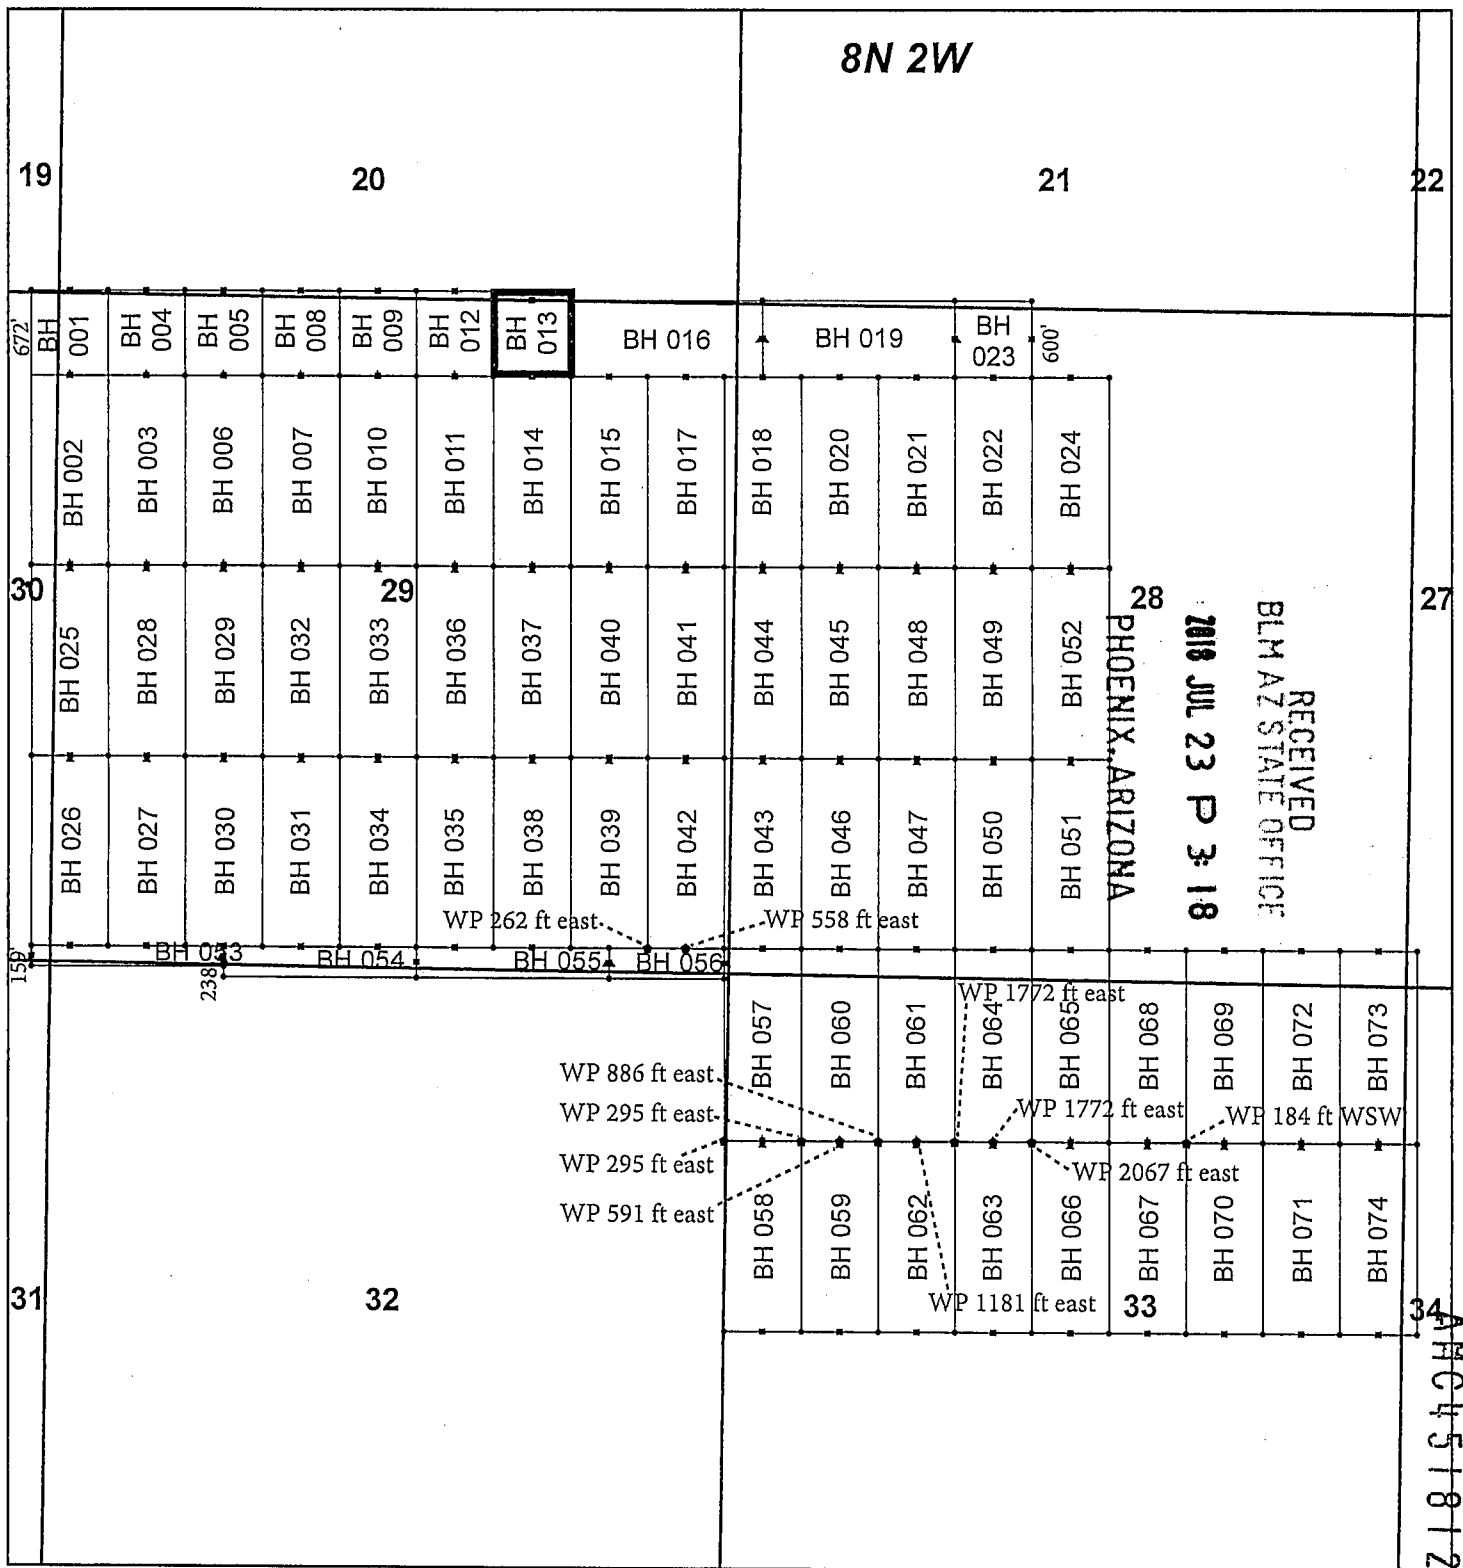 8N 2W
19
20
21
22
672'
BH 001
BH 004
BH 005
BH 008
BH 009
BH 012
BH 013
BH 016
BH 019
BH 023
600'
BH 002
BH 003
BH 006
BH 007
BH 010
BH 011
BH 014
BH 015
BH 017
BH 018
BH 020
BH 021
BH 022
BH 024
30
29
28
27
BH 025
BH 028
BH 029
BH 032
BH 033
BH 036
BH 037
BH 040
BH 041
BH 044
BH 045
BH 048
BH 049
BH 052
RECEIVED
BLM AZ STATE OFFICE
2018 JUL 23 P 3:18
PHOENIX, ARIZONA
BH 026
BH 027
BH 030
BH 031
BH 034
BH 035
BH 038
BH 039
BH 042
BH 043
BH 046
BH 047
BH 050
BH 051
WP 262 ft east
WP 558 ft east
159'
BH 053
BH 054
BH 055
BH 056
238'
BH 057
BH 060
BH 061
BH 064
BH 065
BH 068
BH 069
BH 072
BH 073
WP 1772 ft east
WP 886 ft east
WP 295 ft east
WP 1772 ft east
WP 184 ft WSW
WP 295 ft east
WP 2067 ft east
WP 591 ft east
BH 058
BH 059
BH 062
BH 063
BH 066
BH 067
BH 070
BH 071
BH 074
WP 1181 ft east
31
32
33
34
AMC451812